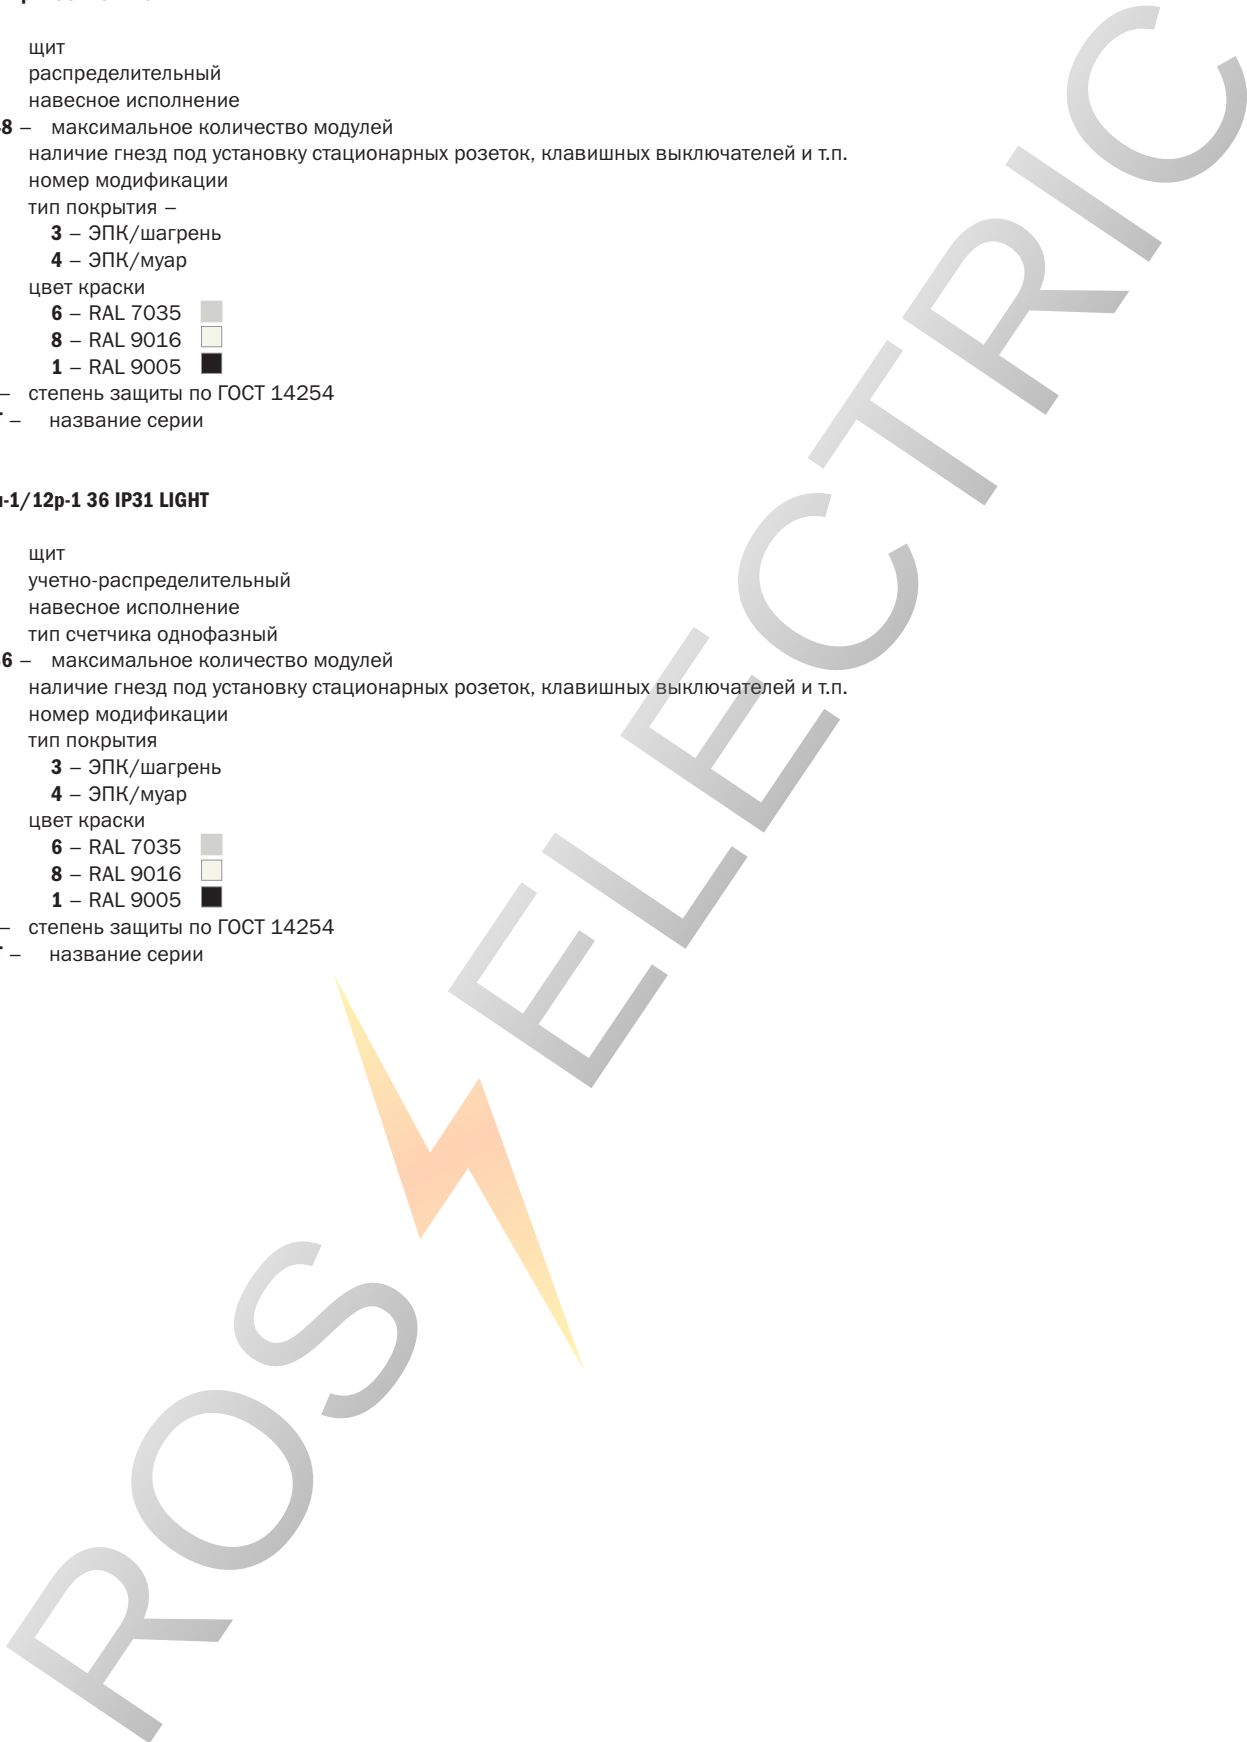 щит
распределительный
навесное исполнение
8 – максимальное количество модулей
наличие гнезд под установку стационарных розеток, клавишных выключателей и т.п.
номер модификации
тип покрытия –
3 – ЭПК/шагрень
4 – ЭПК/муар
цвет краски
6 – RAL 7035
8 – RAL 9016
1 – RAL 9005
– степень защиты по ГОСТ 14254
– название серии
-1/12р-1 36 IP31 LIGHT
щит
учетно-распределительный
навесное исполнение
тип счетчика однофазный
6 – максимальное количество модулей
наличие гнезд под установку стационарных розеток, клавишных выключателей и т.п.
номер модификации
тип покрытия
3 – ЭПК/шагрень
4 – ЭПК/муар
цвет краски
6 – RAL 7035
8 – RAL 9016
1 – RAL 9005
– степень защиты по ГОСТ 14254
– название серии
ROS ELECTRIC